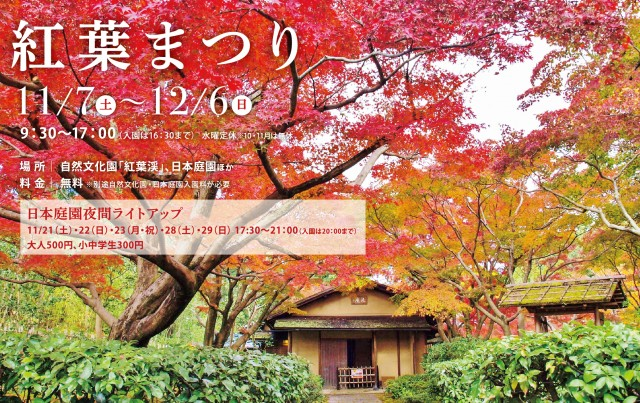 紅葉まつり
11/7土～12/6日
9：30～17：00（入園は16：30まで） 水曜定休※10・11月は無休
場 所｜自然文化園「紅葉渓」、日本庭園ほか
料 金｜無料 ※別途自然文化園・日本庭園入園料が必要
日本庭園夜間ライトアップ
11/21（土）・22（日）・23（月・祝）・28（土）・29（日） 17:30～21：00（入園は20：00まで）
大人500円、小中学生300円